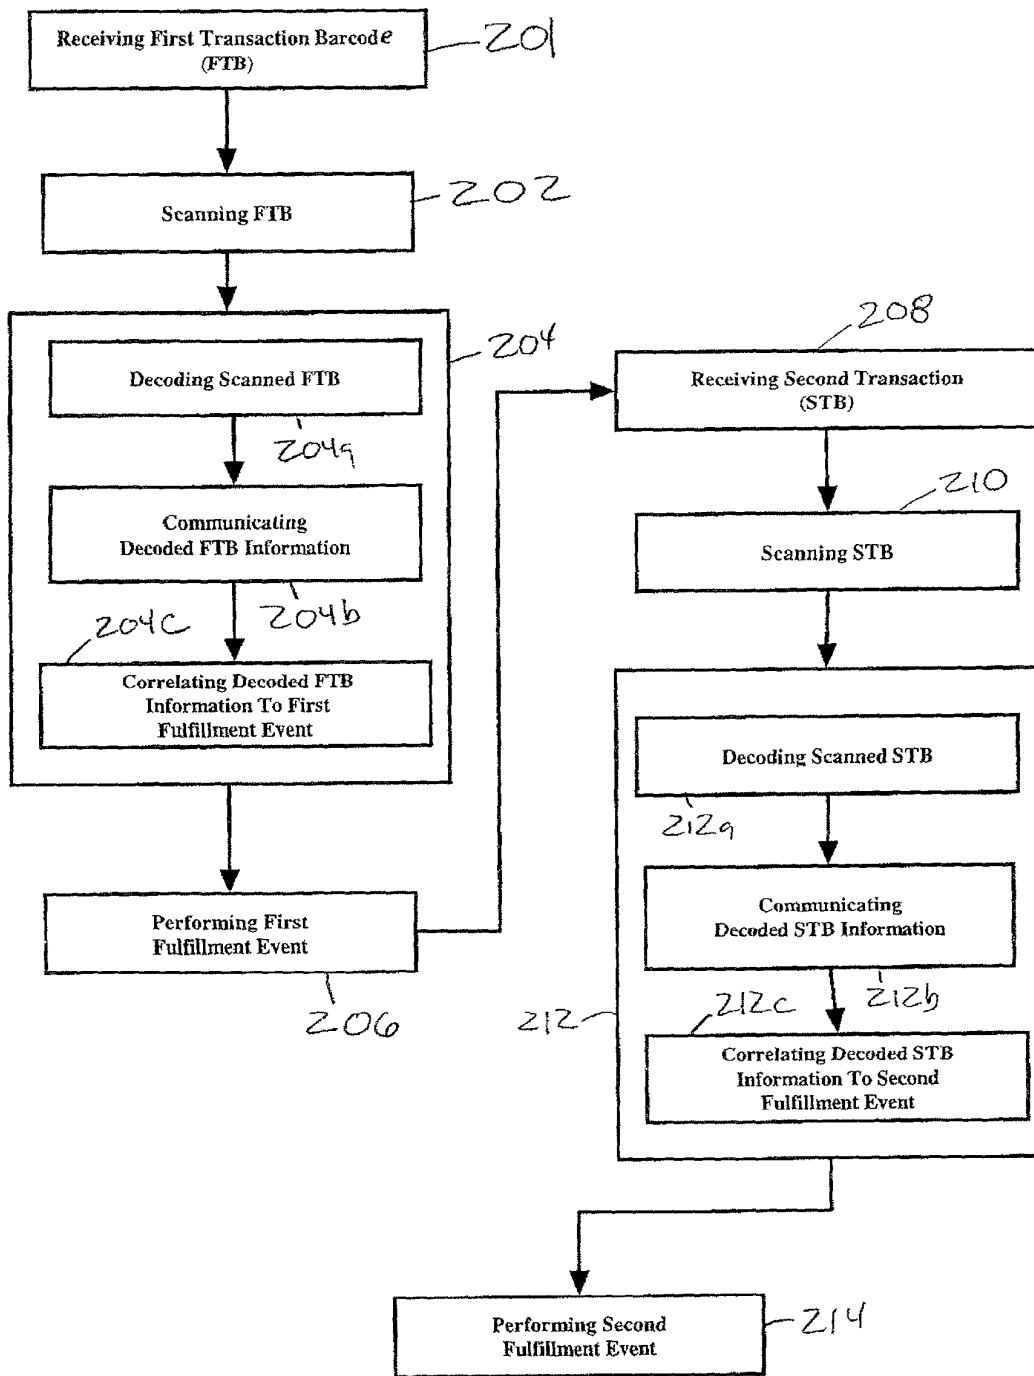 Receiving First Transaction Barcode
(FTB)
201
Scanning FTB
202
204
Decoding Scanned FTB
204a
Communicating
Decoded FTB Information
204b
204c
Correlating Decoded FTB
Information To First
Fulfillment Event
Performing First
Fulfillment Event
206
208
Receiving Second Transaction
(STB)
210
Scanning STB
212
Decoding Scanned STB
212a
Communicating
Decoded STB Information
212b
212c
Correlating Decoded STB
Information To Second
Fulfillment Event
Performing Second
Fulfillment Event
214